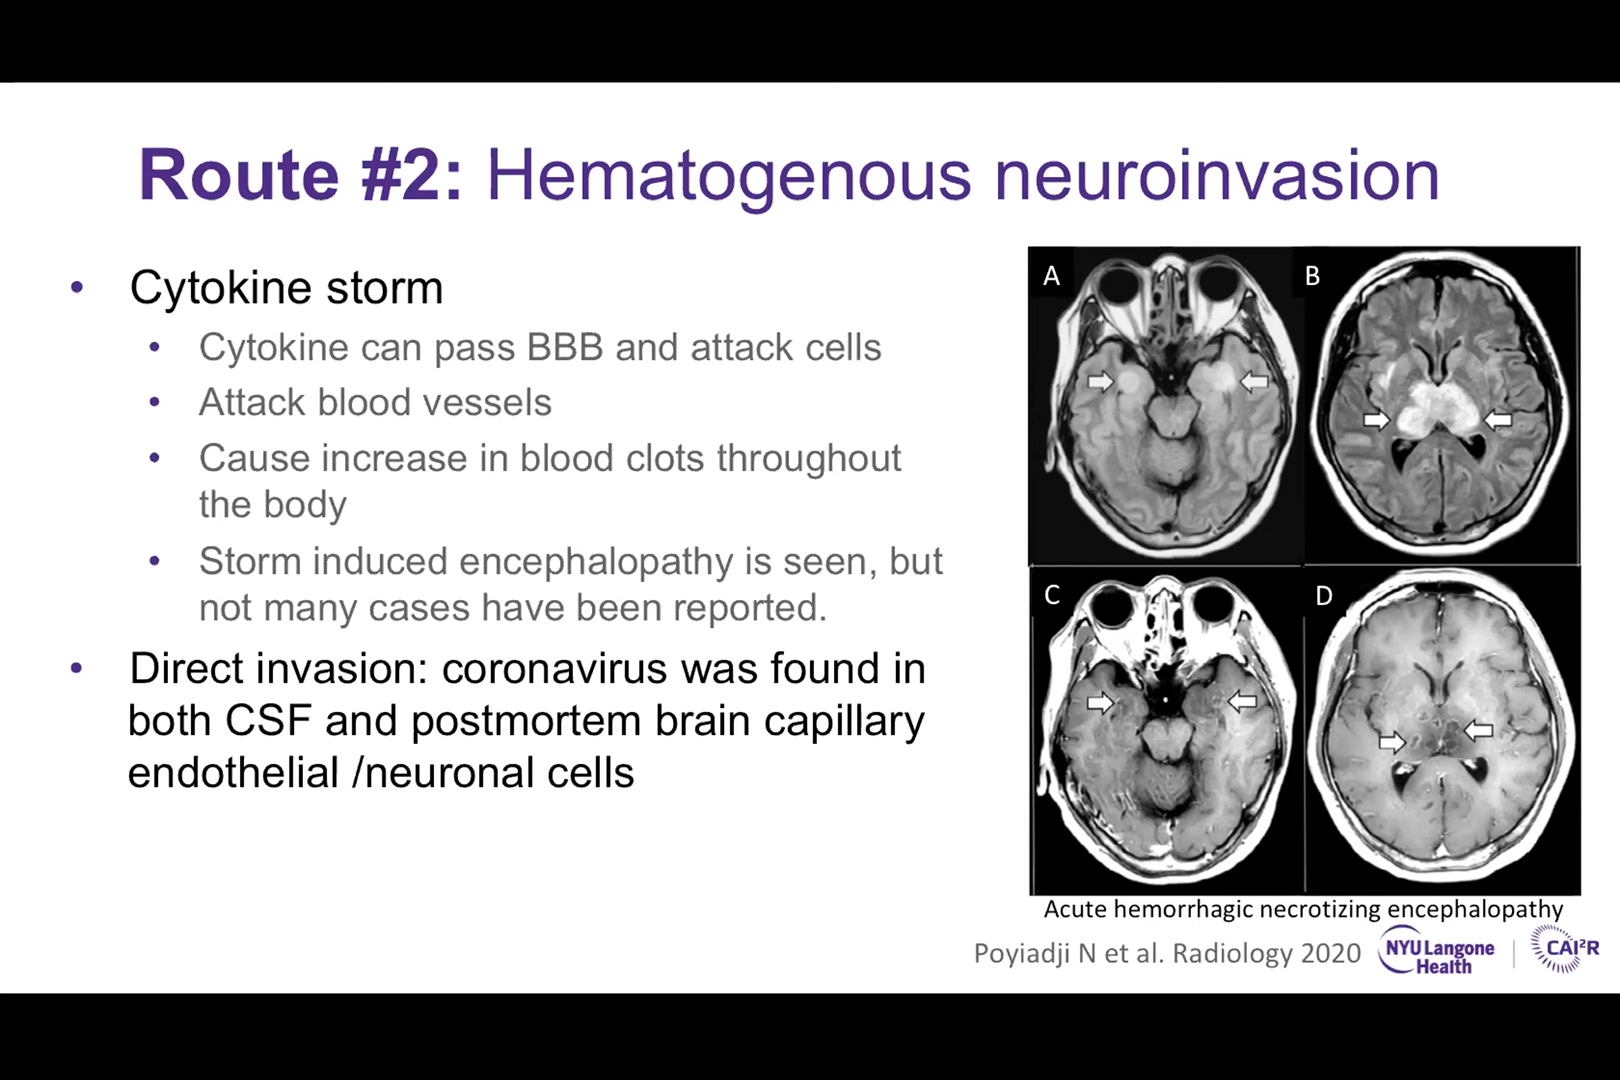 Route #2: Hematogenous neuroinvasion
• Cytokine storm
• Cytokine can pass BBB and attack cells
• Attack blood vessels
• Cause increase in blood clots throughout
the body
• Storm induced encephalopathy is seen, but
not many cases have been reported.
• Direct invasion: coronavirus was found in
both CSF and postmortem brain capillary
endothelial /neuronal cells
A
B
C
D
Acute hemorrhagic necrotizing encephalopathy
Poyiadji N et al. Radiology 2020
NYU Langone
Health
CAI²R